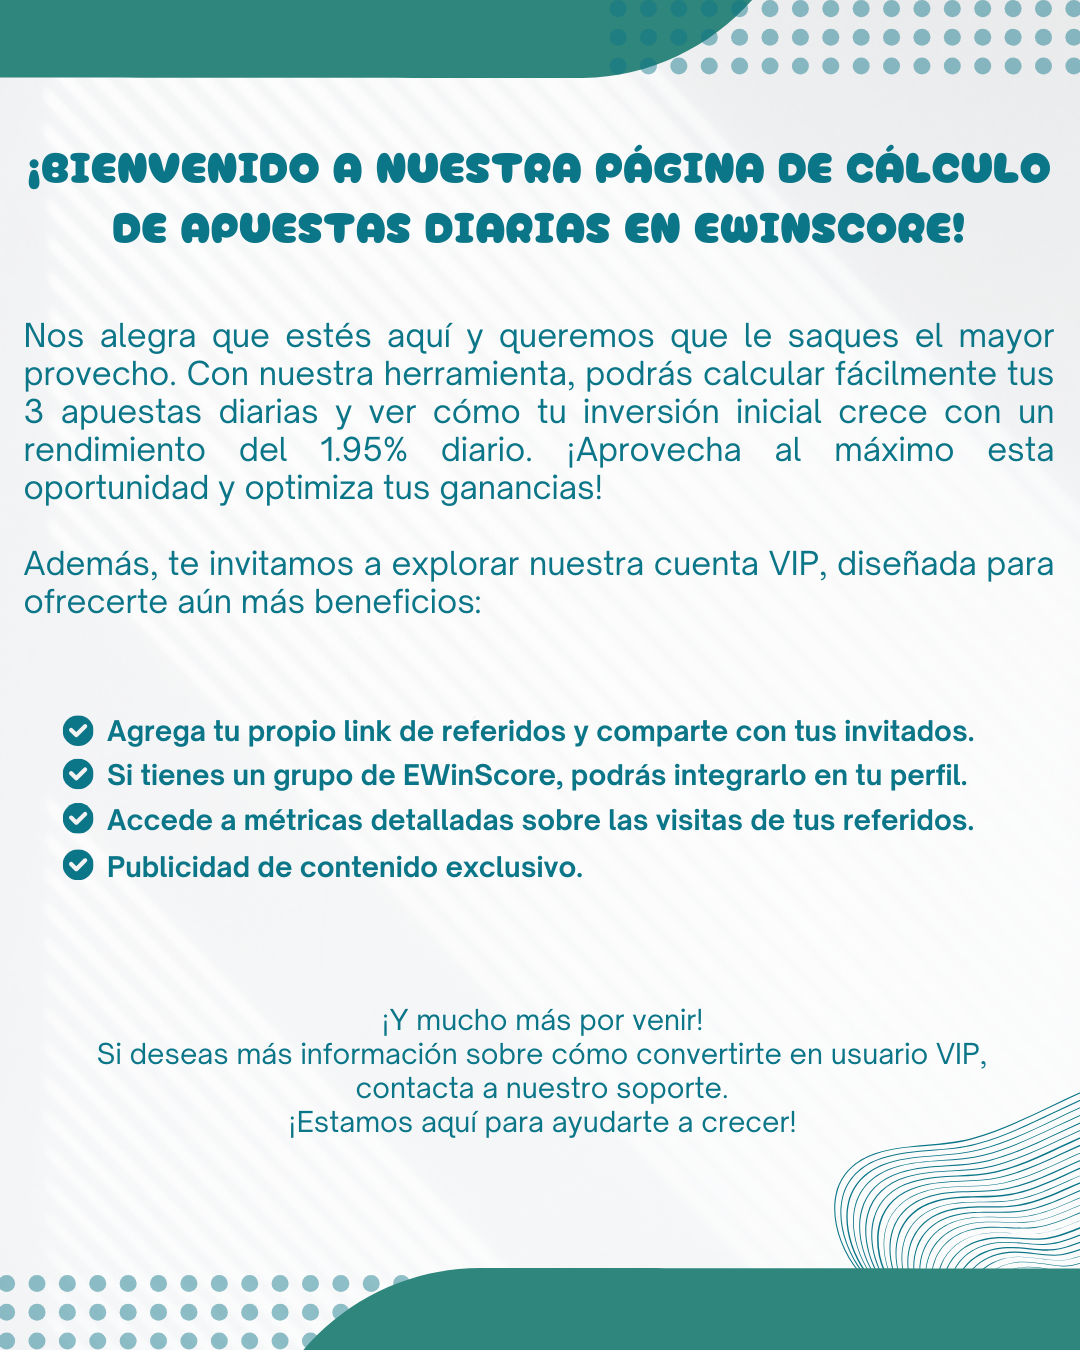 ¡BIENVENIDO A NUESTRA PÁGINA DE CÁLCULO
DE APUESTAS DIARIAS EN EWINSCORE!
Nos alegra que estés aquí y queremos que le saques el mayor
provecho. Con nuestra herramienta, podrás calcular fácilmente tus
3 apuestas diarias y ver cómo tu inversión inicial crece con un
rendimiento del 1.95% diario. ¡Aprovecha al máximo esta
oportunidad y optimiza tus ganancias!
Además, te invitamos a explorar nuestra cuenta VIP, diseñada para
ofrecerte aún más beneficios:
Agrega tu propio link de referidos y comparte con tus invitados.
Si tienes un grupo de EWinScore, podrás integrarlo en tu perfil.
Accede a métricas detalladas sobre las visitas de tus referidos.
Publicidad de contenido exclusivo.
¡Y mucho más por venir!
Si deseas más información sobre cómo convertirte en usuario VIP,
contacta a nuestro soporte.
¡Estamos aquí para ayudarte a crecer!